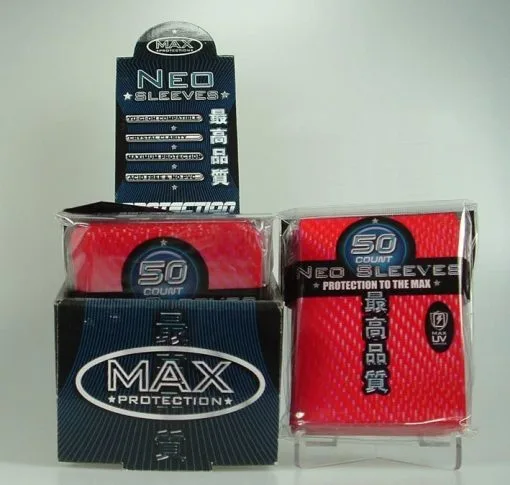 MAX
PROTECTION
NEO
SLEEVES
YU-GI-OH COMPATIBLE
CRYSTAL CLARITY
MAXIMUM PROTECTION
ACID FREE & NO PVC
最高品質
PROTECTION
50
COUNT
MAX
PROTECTION
最
質
50
COUNT
NEO SLEEVES
PROTECTION TO THE MAX
最高品質
MAX
UV